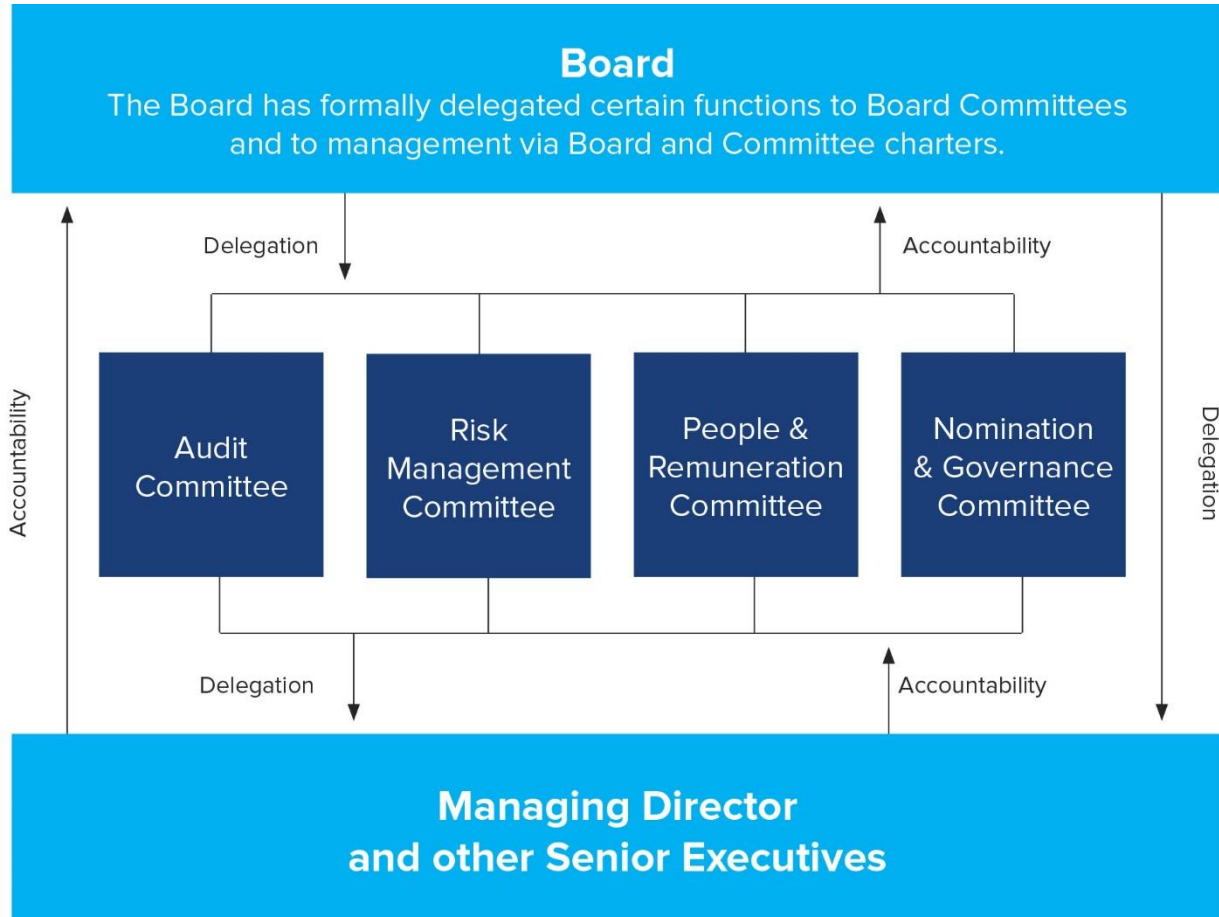 Board
The Board has formally delegated certain functions to Board Committees
and to management via Board and Committee charters.
Delegation
Accountability
Accountability
Delegation
Audit
Committee
Risk
Management
Committee
People &
Remuneration
Committee
Nomination
& Governance
Committee
Delegation
Accountability
Managing Director
and other Senior Executives